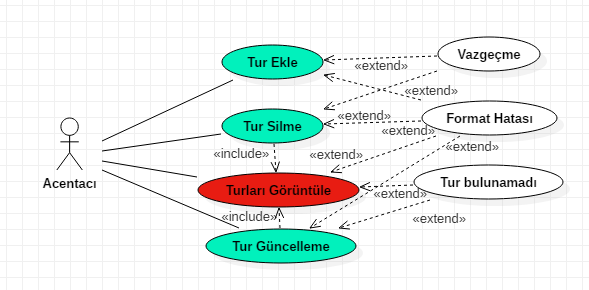 Vazgeçme
Tur Ekle
«extend»
«extend»
Format Hatası
«extend»
Tur Silme
«extend»
«extend»
«include»
«extend»
Acentacı
Turları Görüntüle
Tur bulunamadı
«extend»
«include»
«extend»
Tur Güncelleme